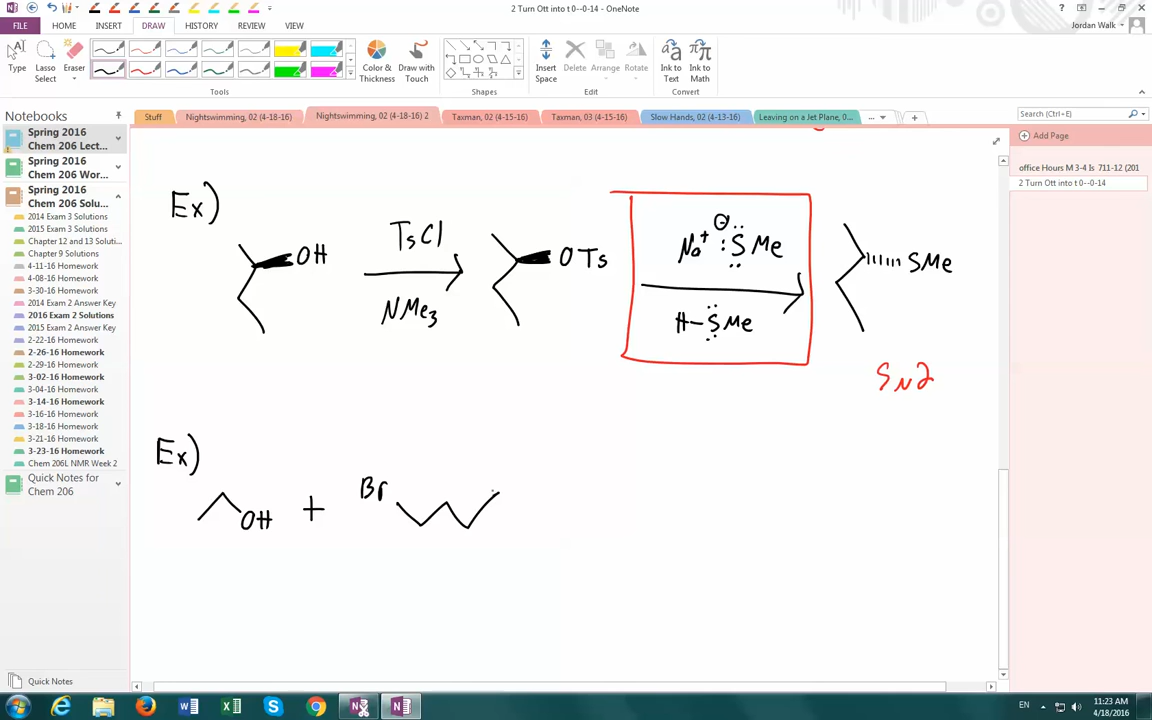 2 Turn Ott into t 0--0-14 - OneNote
FILE HOME INSERT DRAW HISTORY REVIEW VIEW
Jordan Walk
Type
Lasso Select
Eraser
Color & Thickness
Draw with Touch
Insert Space
Delete
Arrange
Rotate
Ink to Text
Ink to Math
Tools
Shapes
Edit
Convert
Notebooks
Stuff
Nightswimming, 02 (4-18-16)
Nightswimming, 02 (4-18-16) 2
Taxman, 02 (4-15-16)
Taxman, 03 (4-15-16)
Slow Hands, 02 (4-13-16)
Leaving on a Jet Plane, 0...
Search (Ctrl+E)
Spring 2016
Chem 206 Lect...
Spring 2016
Chem 206 Wor...
Spring 2016
Chem 206 Solu...
2014 Exam 3 Solutions
2015 Exam 3 Solutions
Chapter 12 and 13 Soluti...
Chapter 9 Solutions
4-11-16 Homework
4-08-16 Homework
3-30-16 Homework
2014 Exam 2 Answer Key
2016 Exam 2 Solutions
2015 Exam 2 Answer Key
2-22-16 Homework
2-26-16 Homework
2-29-16 Homework
3-02-16 Homework
3-04-16 Homework
3-14-16 Homework
3-16-16 Homework
3-18-16 Homework
3-21-16 Homework
3-23-16 Homework
Chem 206L NMR Week 2
Quick Notes for
Chem 206
Quick Notes
Add Page
office Hours M 3-4 Is 711-12 (201
2 Turn Ott into t 0--0-14
Ex)
OH
TsCl
NMe3
OTs
Na+ ⊖ :S̈Me
H-S̈Me
SMe
SN2
Ex)
OH + Br
EN
11:23 AM
4/18/2016